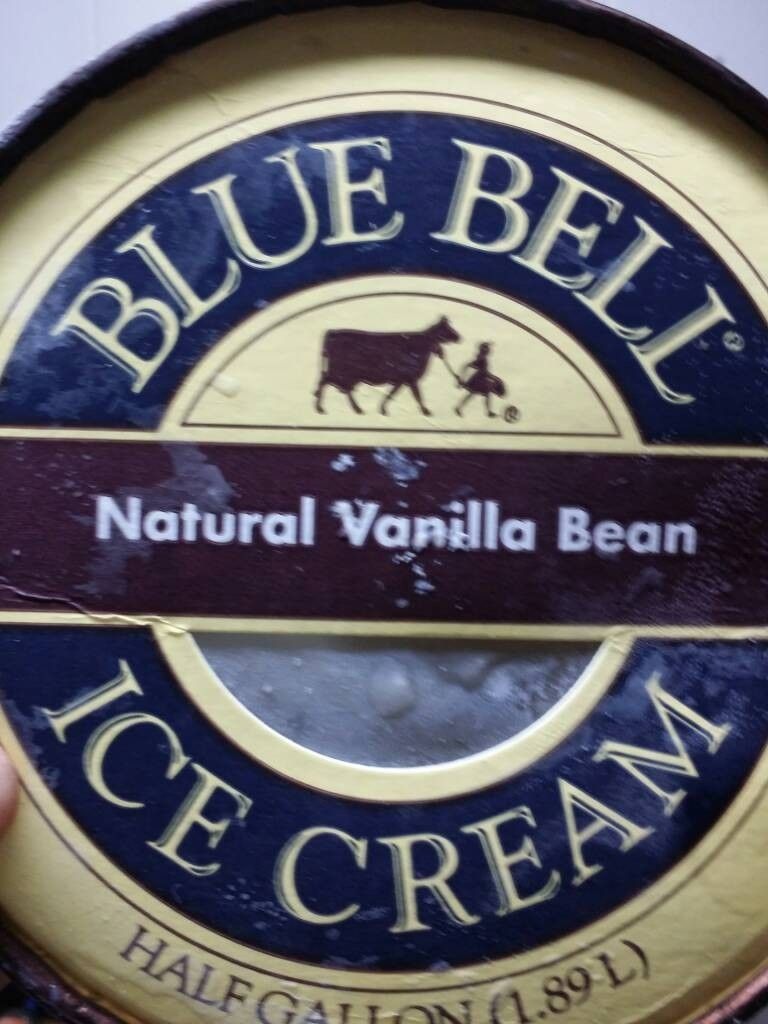 BLUE BELL®
®
Natural Vanilla Bean
ICE CREAM
HALF GALLON (1.89 L)